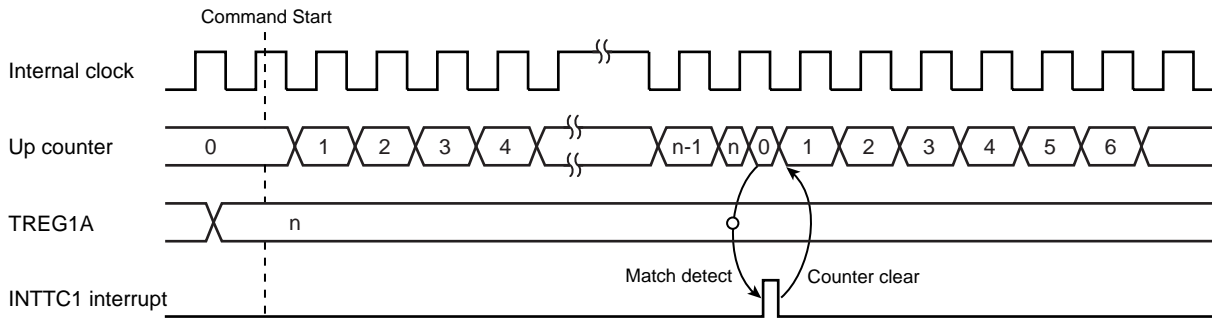 Command Start
Internal clock
Up counter 0 1 2 3 4 n-1 n 0 1 2 3 4 5 6
TREG1A n
Match detect Counter clear
INTTC1 interrupt